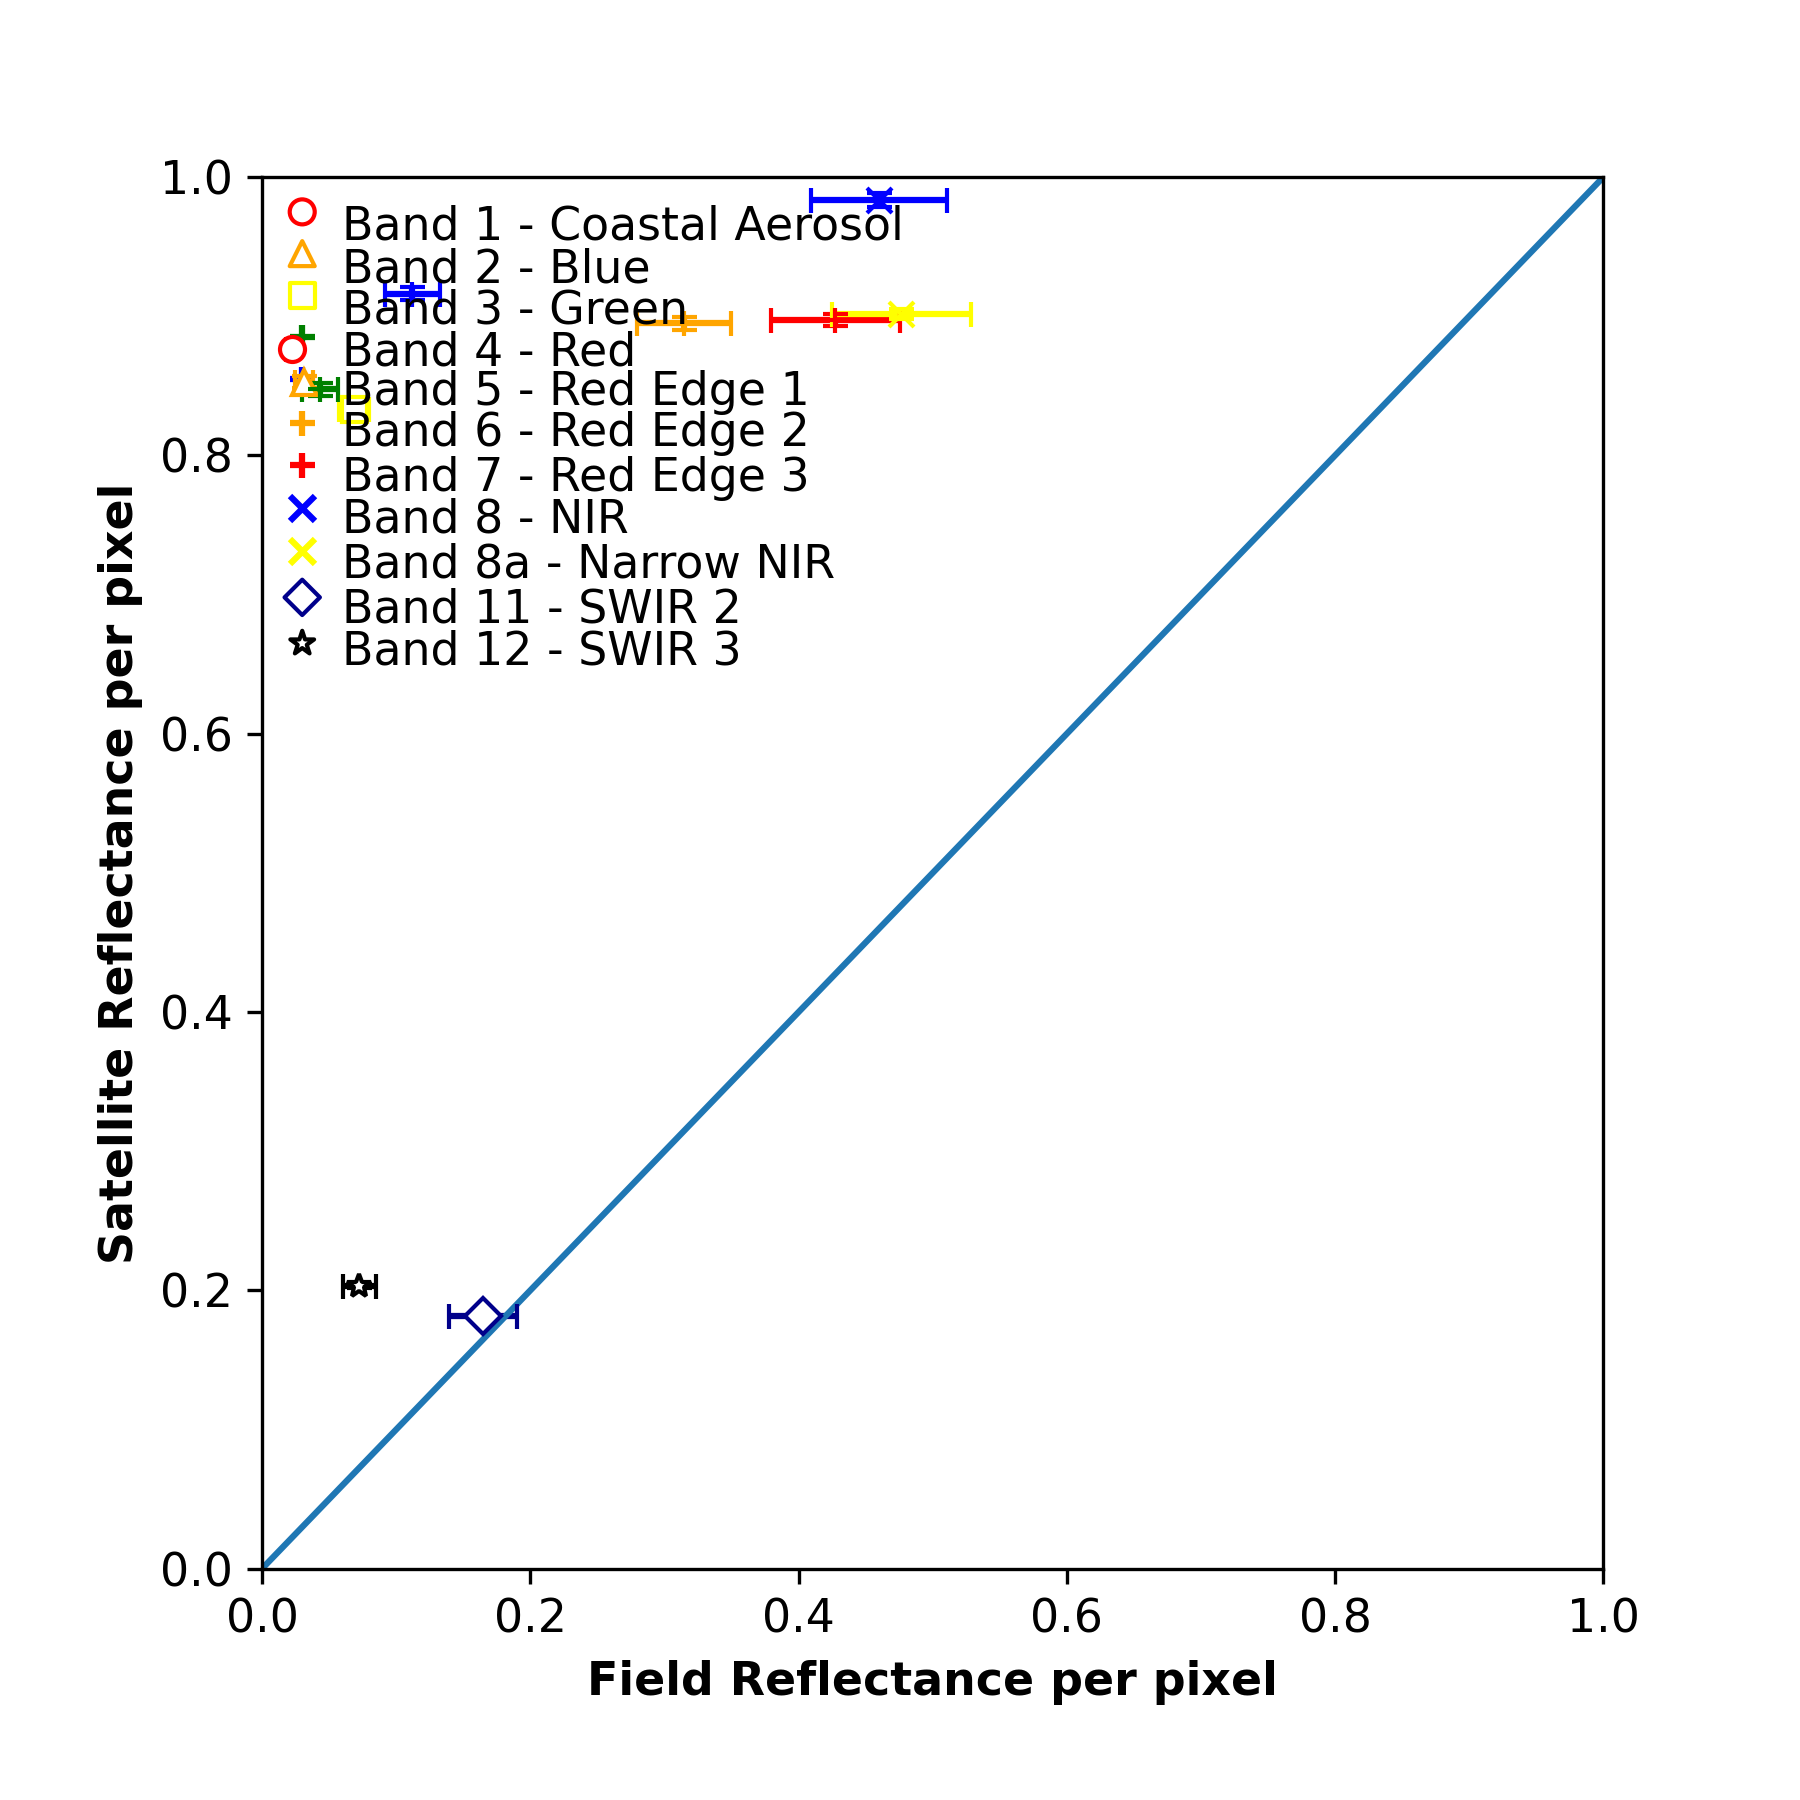 1.0
0.8
0.6
0.4
0.2
0.0
Satellite Reflectance per pixel
Band 1 - Coastal Aerosol
Band 2 - Blue
Band 3 - Green
Band 4 - Red
Band 5 - Red Edge 1
Band 6 - Red Edge 2
Band 7 - Red Edge 3
Band 8 - NIR
Band 8a - Narrow NIR
Band 11 - SWIR 2
Band 12 - SWIR 3
0.0 0.2 0.4 0.6 0.8 1.0
Field Reflectance per pixel